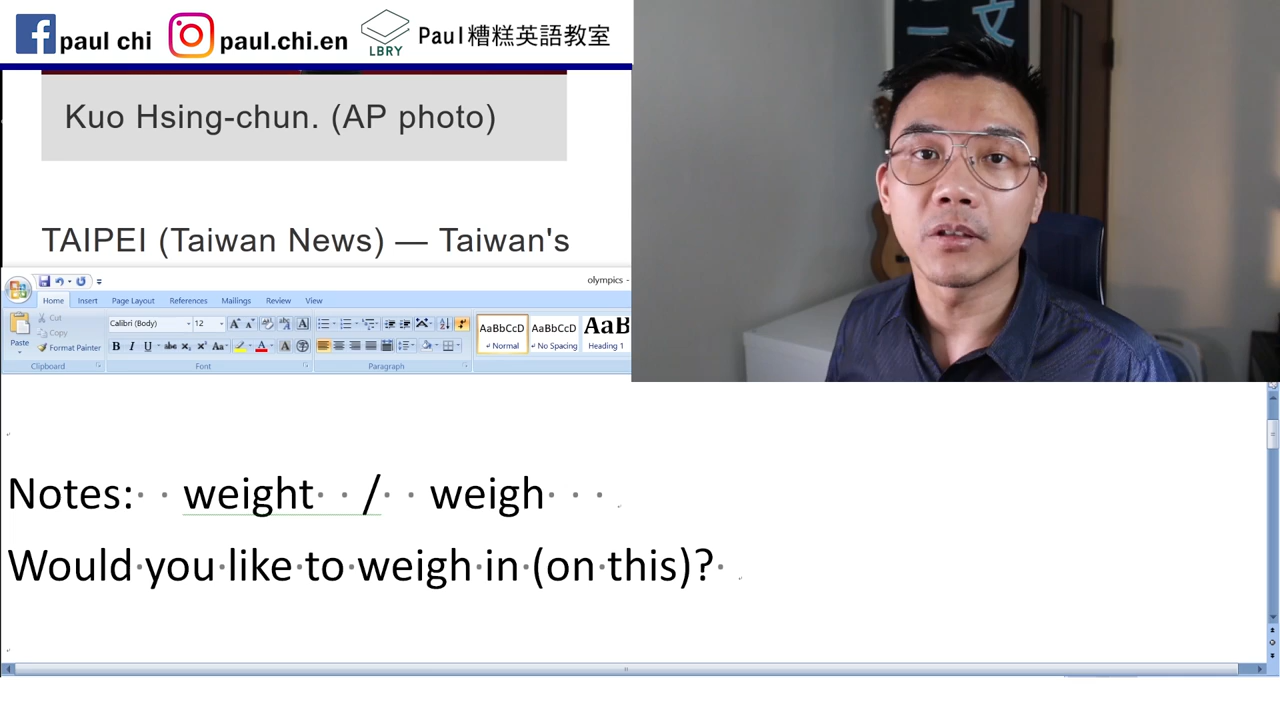 paul chi paul.chi.en LBRY Paul糟糕英語教室
一文
Kuo Hsing-chun. (AP photo)
TAIPEI (Taiwan News) — Taiwan's
olympics -
Home Insert Page Layout References Mailings Review View
Cut
Copy
Format Painter
Paste
Calibri (Body) 12
AaBbCcD AaBbCcD AaB
Normal No Spacing Heading 1
Clipboard Font Paragraph
Notes: weight / weigh
Would you like to weigh in (on this)?